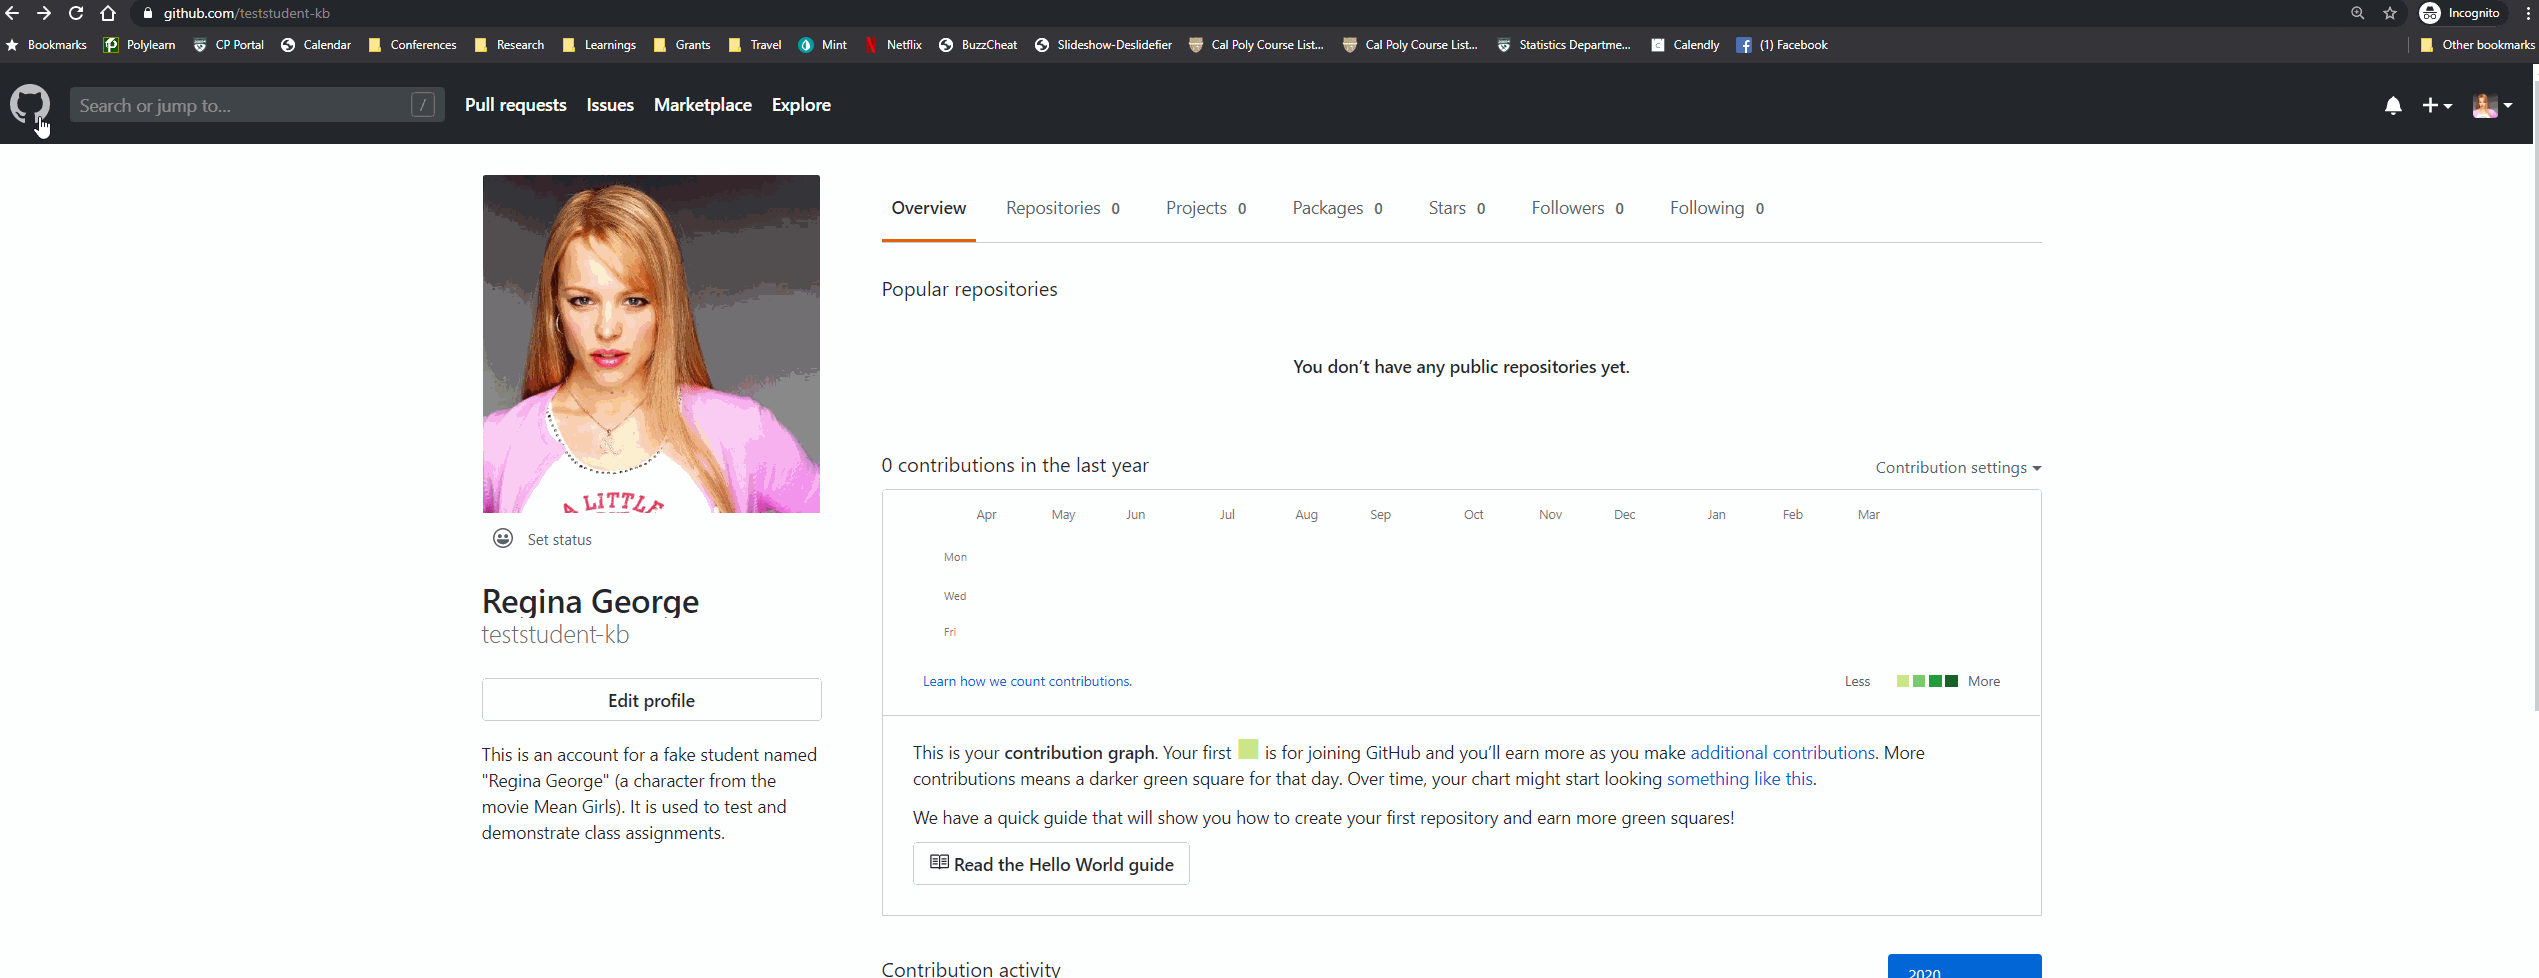 github.com/teststudent-kb
Incognito
Bookmarks Polylearn CP Portal Calendar Conferences Research Learnings Grants Travel Mint Netflix BuzzCheat Slideshow-Deslidefier Cal Poly Course List... Cal Poly Course List... Statistics Departme... Calendly (1) Facebook Other bookmarks
Search or jump to... / Pull requests Issues Marketplace Explore
Overview Repositories 0 Projects 0 Packages 0 Stars 0 Followers 0 Following 0
A LITTLE
Set status
Regina George
teststudent-kb
Edit profile
This is an account for a fake student named
"Regina George" (a character from the
movie Mean Girls). It is used to test and
demonstrate class assignments.
Popular repositories
You don't have any public repositories yet.
0 contributions in the last year
Contribution settings
Apr May Jun Jul Aug Sep Oct Nov Dec Jan Feb Mar
Mon
Wed
Fri
Learn how we count contributions.
Less More
This is your contribution graph. Your first is for joining GitHub and you'll earn more as you make additional contributions. More
contributions means a darker green square for that day. Over time, your chart might start looking something like this.
We have a quick guide that will show you how to create your first repository and earn more green squares!
Read the Hello World guide
Contribution activity
2020